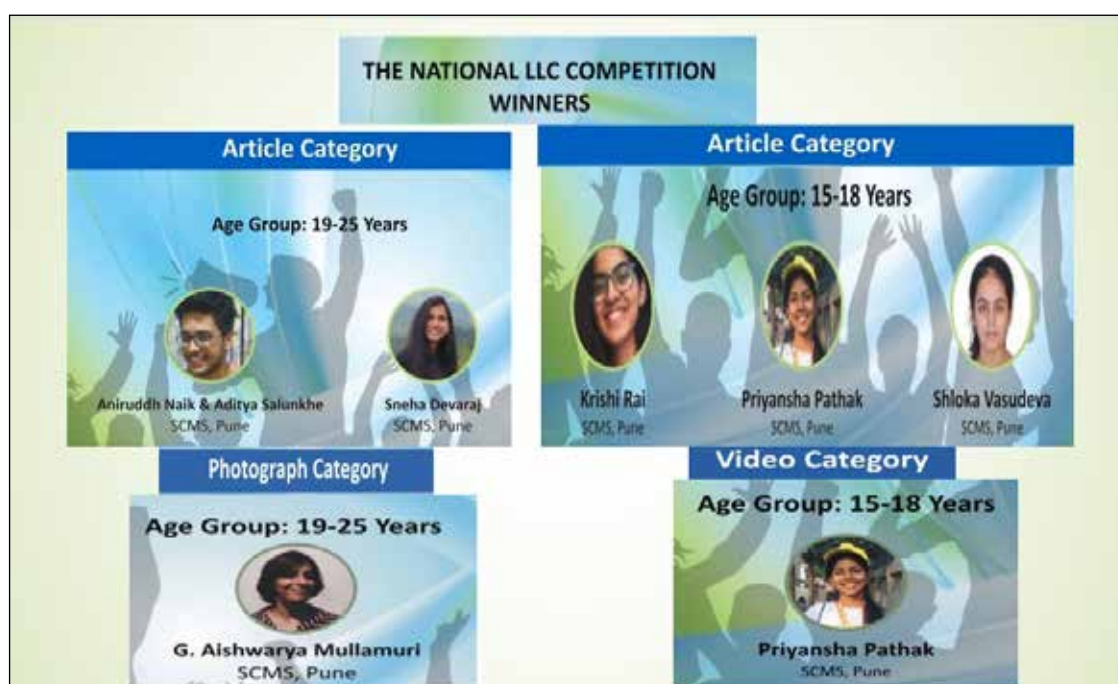 THE NATIONAL LLC COMPETITION
WINNERS
Article Category
Age Group: 19-25 Years
Aniruddh Naik & Aditya Salunkhe
SCMS, Pune
Sneha Devaraj
SCMS, Pune
Article Category
Age Group: 15-18 Years
Krishi Rai
SCMS, Pune
Priyansha Pathak
SCMS, Pune
Shloka Vasudeva
SCMS, Pune
Photograph Category
Age Group: 19-25 Years
G. Aishwarya Mullamuri
SCMS, Pune
Video Category
Age Group: 15-18 Years
Priyansha Pathak
SCMS, Pune